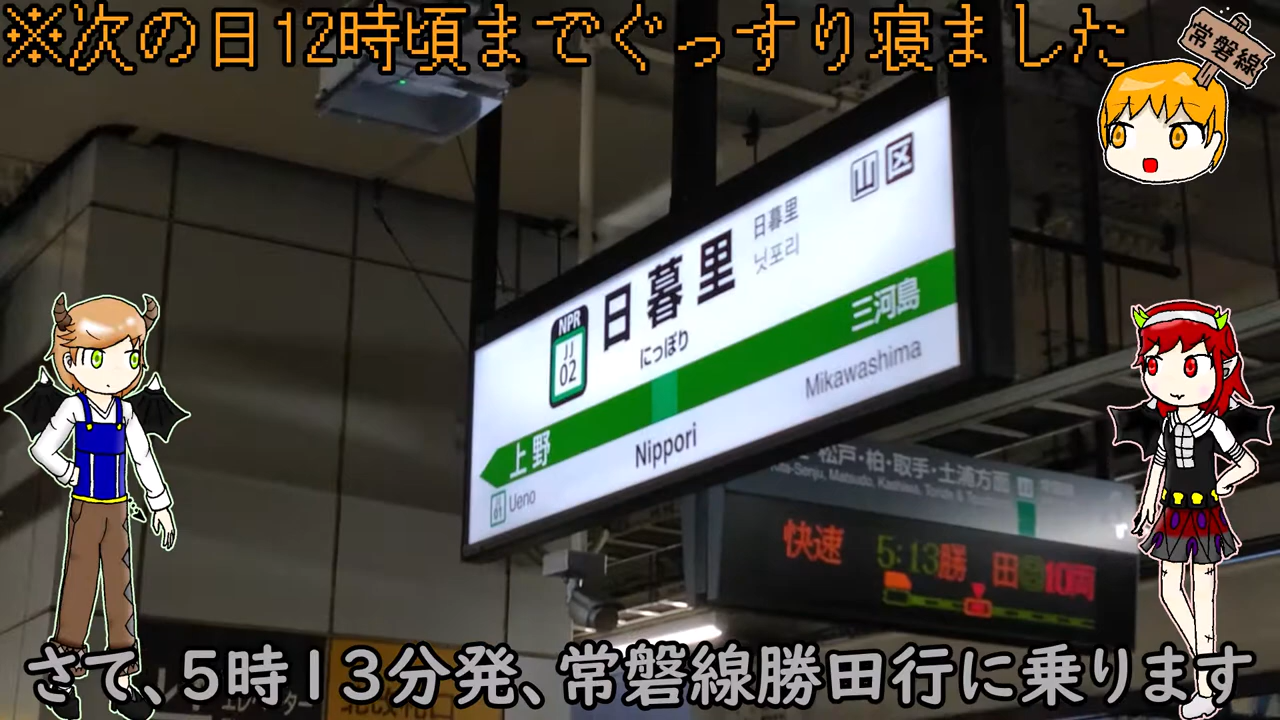 ※次の日12時頃までぐっすり寝ました
常磐線
山 区
日暮里
닛포리
NPR
JJ
02
日暮里
にっぽり
三河島
Mikawashima
上野
Nippori
JJ
01
Ueno
松戸・柏・取手・土浦方面
快速 5:13 勝田 10両
さて、5時13分発、常磐線勝田行に乗ります